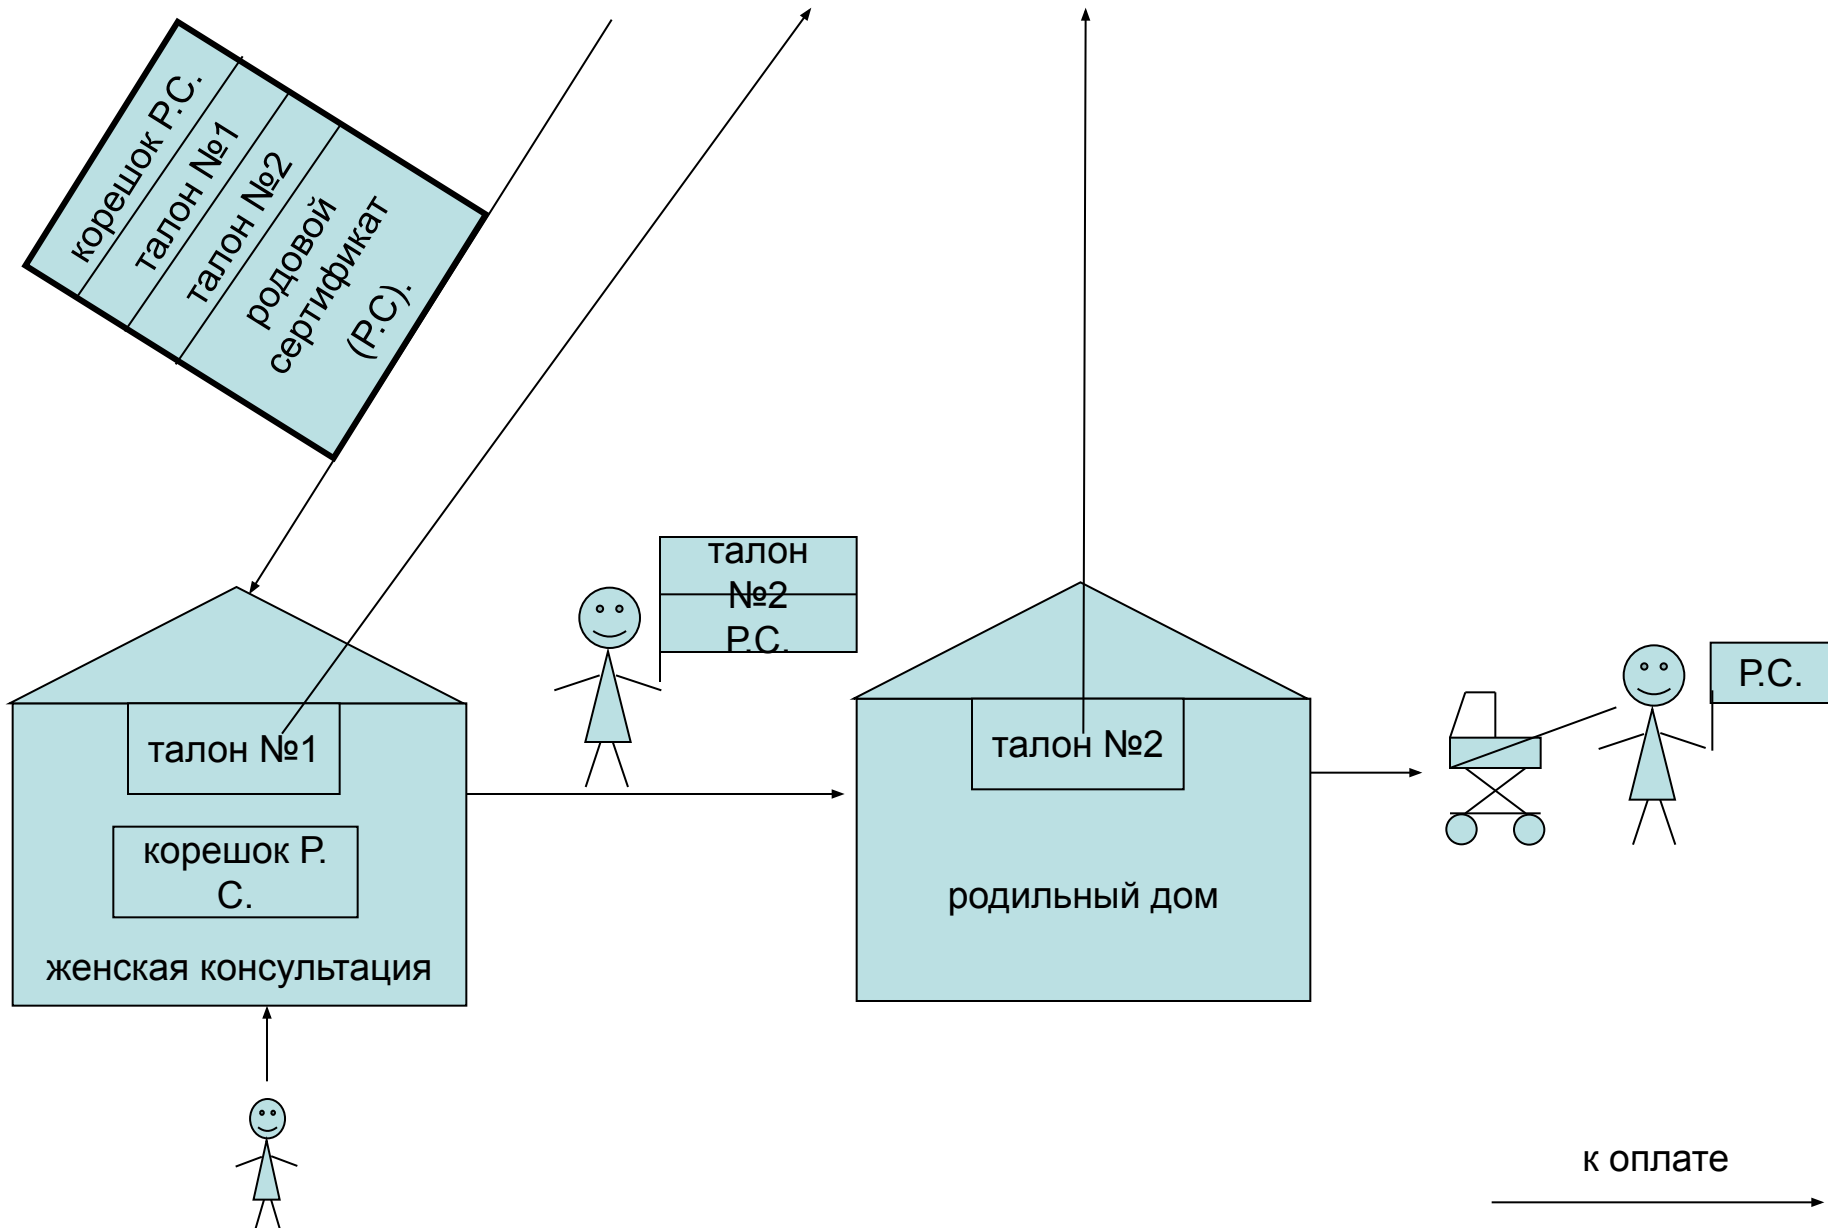 корешок Р.С.
талон №1
талон №2
родовой
сертификат
(Р.С).
талон
№2
Р.С.
Р.С.
талон №1
талон №2
корешок Р.
С.
родильный дом
женская консультация
к оплате